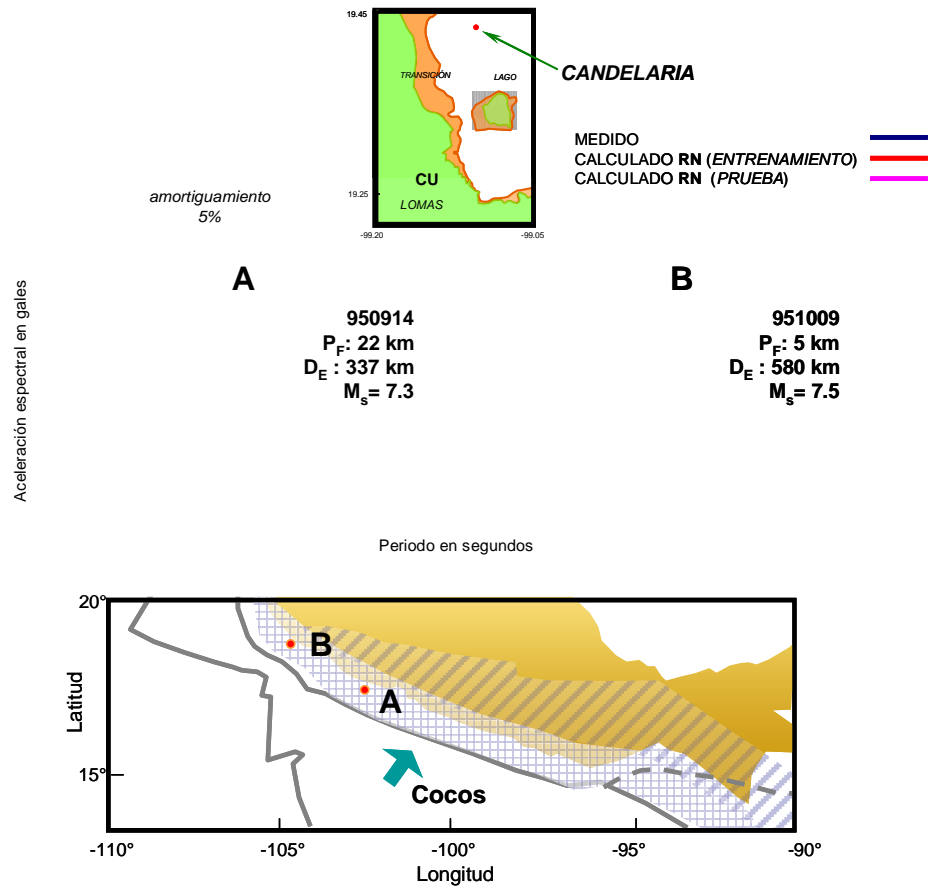 19.45
TRANSICIÓN
LAGO
CANDELARIA
MEDIDO
CALCULADO RN (ENTRENAMIENTO)
CALCULADO RN (PRUEBA)
CU
19.25
LOMAS
-99.20
-99.05
amortiguamiento
5%
A
B
950914
PF: 22 km
DE : 337 km
Ms= 7.3
951009
PF: 5 km
DE : 580 km
Ms= 7.5
Aceleración espectral en gales
Periodo en segundos
20°
B
A
Latitud
15°
Cocos
-110°
-105°
-100°
-95°
-90°
Longitud